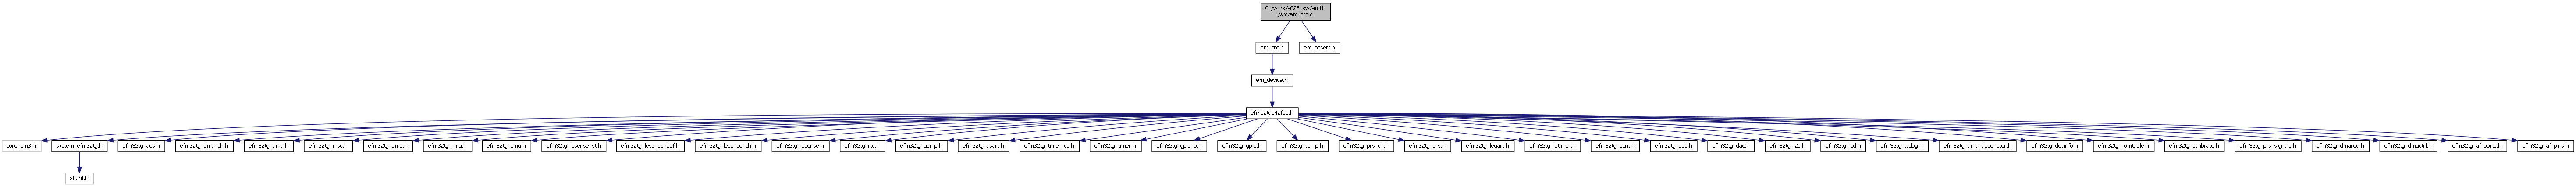 C:/work/s025_sw/emlib
/src/em_crc.c
em_crc.h
em_assert.h
em_device.h
efm32tg842f32.h
core_cm3.h
system_efm32tg.h
efm32tg_aes.h
efm32tg_dma_ch.h
efm32tg_dma.h
efm32tg_msc.h
efm32tg_emu.h
efm32tg_rmu.h
efm32tg_cmu.h
efm32tg_lesense_st.h
efm32tg_lesense_buf.h
efm32tg_lesense_ch.h
efm32tg_lesense.h
efm32tg_rtc.h
efm32tg_acmp.h
efm32tg_usart.h
efm32tg_timer_cc.h
efm32tg_timer.h
efm32tg_gpio_p.h
efm32tg_gpio.h
efm32tg_vcmp.h
efm32tg_prs_ch.h
efm32tg_prs.h
efm32tg_leuart.h
efm32tg_letimer.h
efm32tg_pcnt.h
efm32tg_adc.h
efm32tg_dac.h
efm32tg_i2c.h
efm32tg_lcd.h
efm32tg_wdog.h
efm32tg_dma_descriptor.h
efm32tg_devinfo.h
efm32tg_romtable.h
efm32tg_calibrate.h
efm32tg_prs_signals.h
efm32tg_dmareq.h
efm32tg_dmactrl.h
efm32tg_af_ports.h
efm32tg_af_pins.h
stdint.h